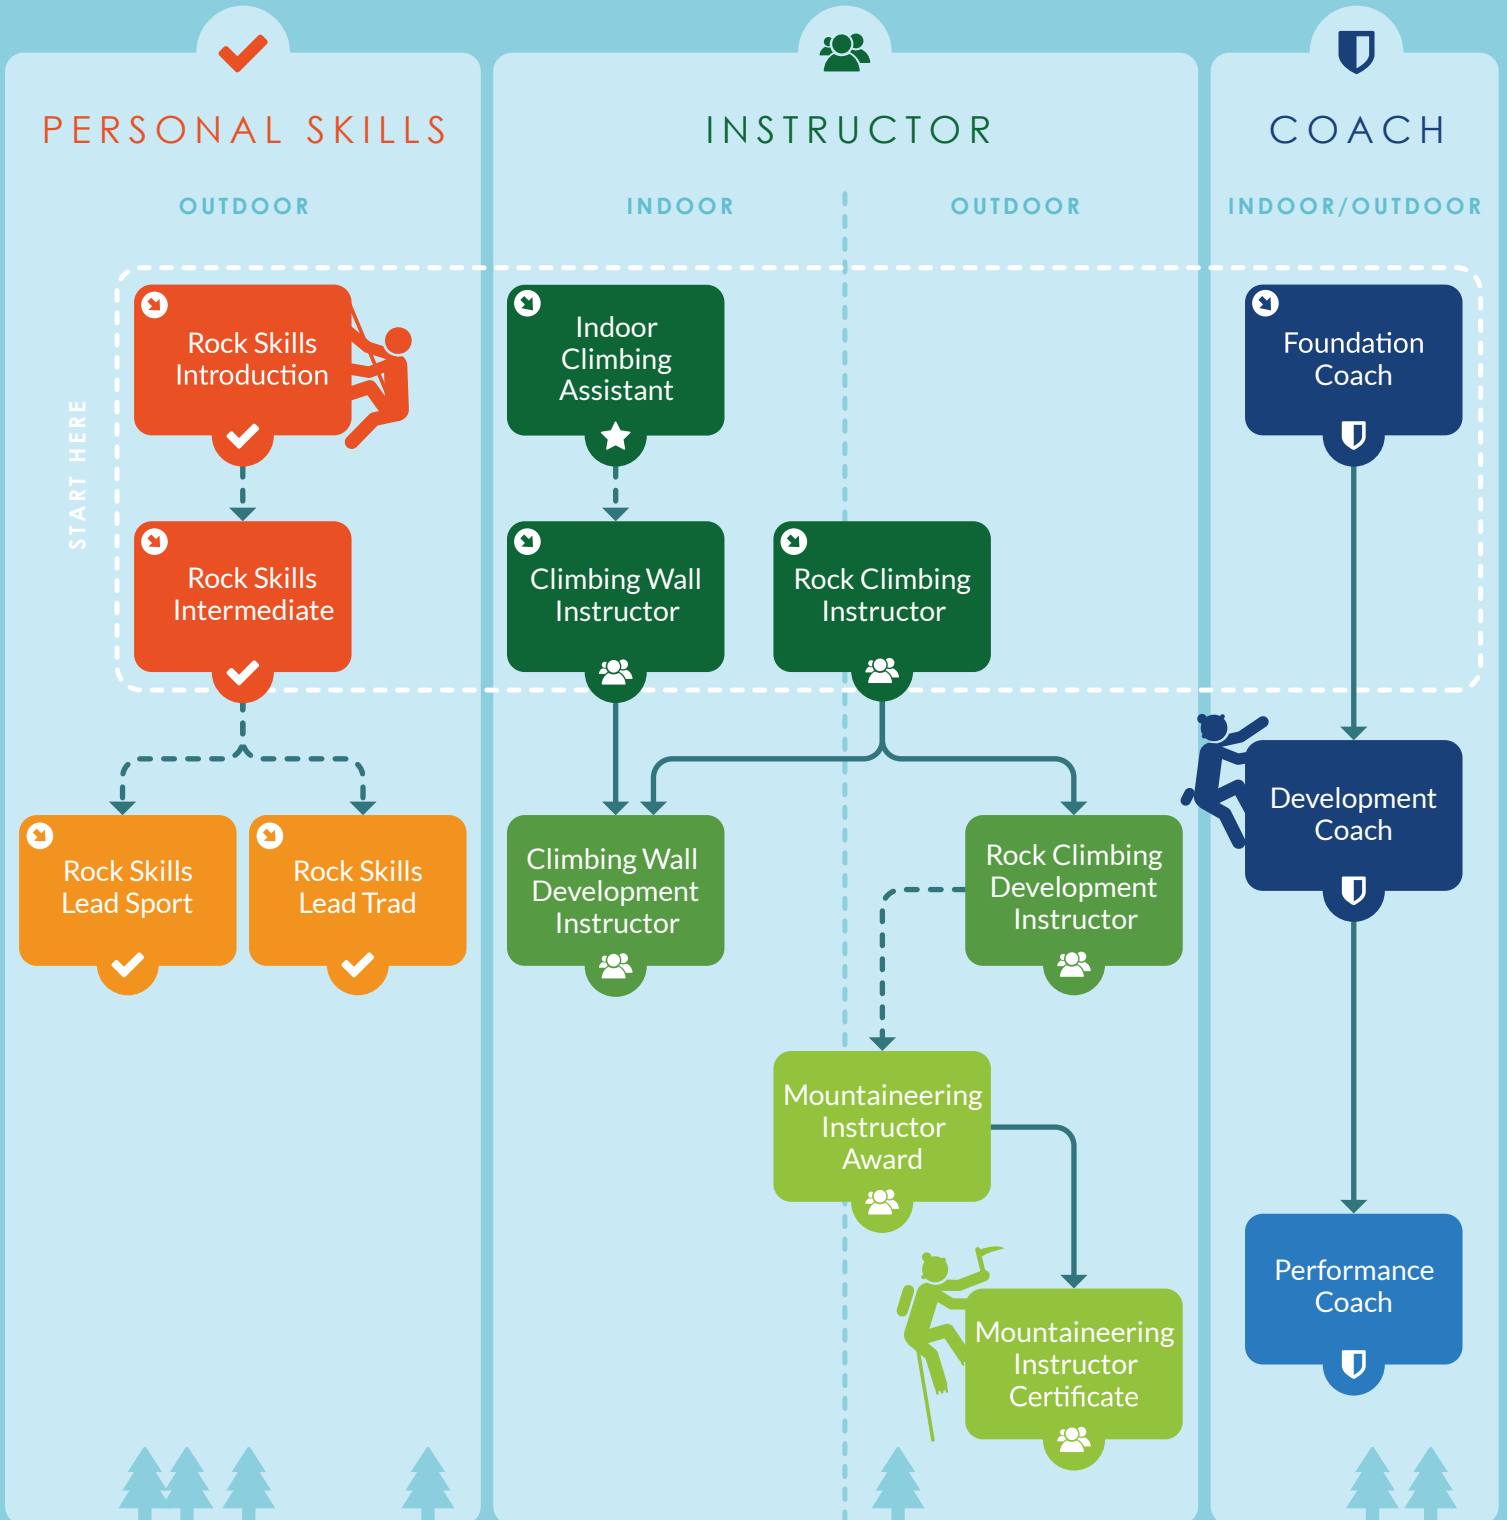 PERSONAL SKILLS
OUTDOOR
INSTRUCTOR
INDOOR
OUTDOOR
COACH
INDOOR/OUTDOOR
START HERE
Rock Skills
Introduction
Indoor
Climbing
Assistant
Foundation
Coach
Rock Skills
Intermediate
Climbing Wall
Instructor
Rock Climbing
Instructor
Development
Coach
Rock Skills
Lead Sport
Rock Skills
Lead Trad
Climbing Wall
Development
Instructor
Rock Climbing
Development
Instructor
Mountaineering
Instructor
Award
Performance
Coach
Mountaineering
Instructor
Certificate